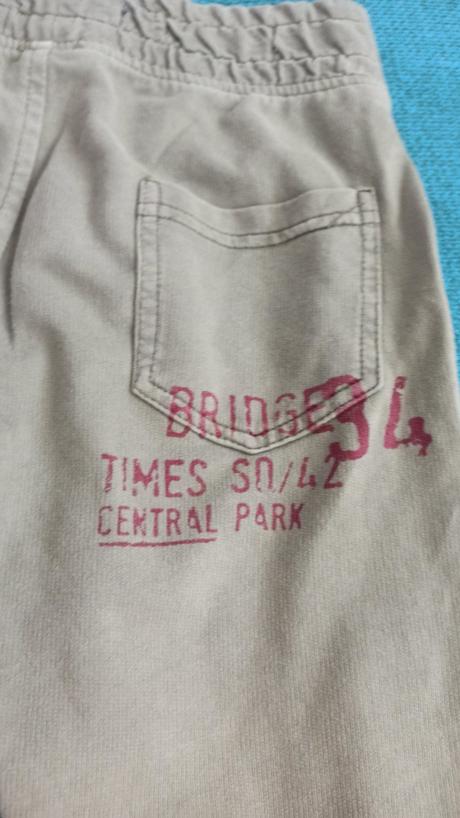 BRIDGE 34
TIMES SQ/42
CENTRAL PARK